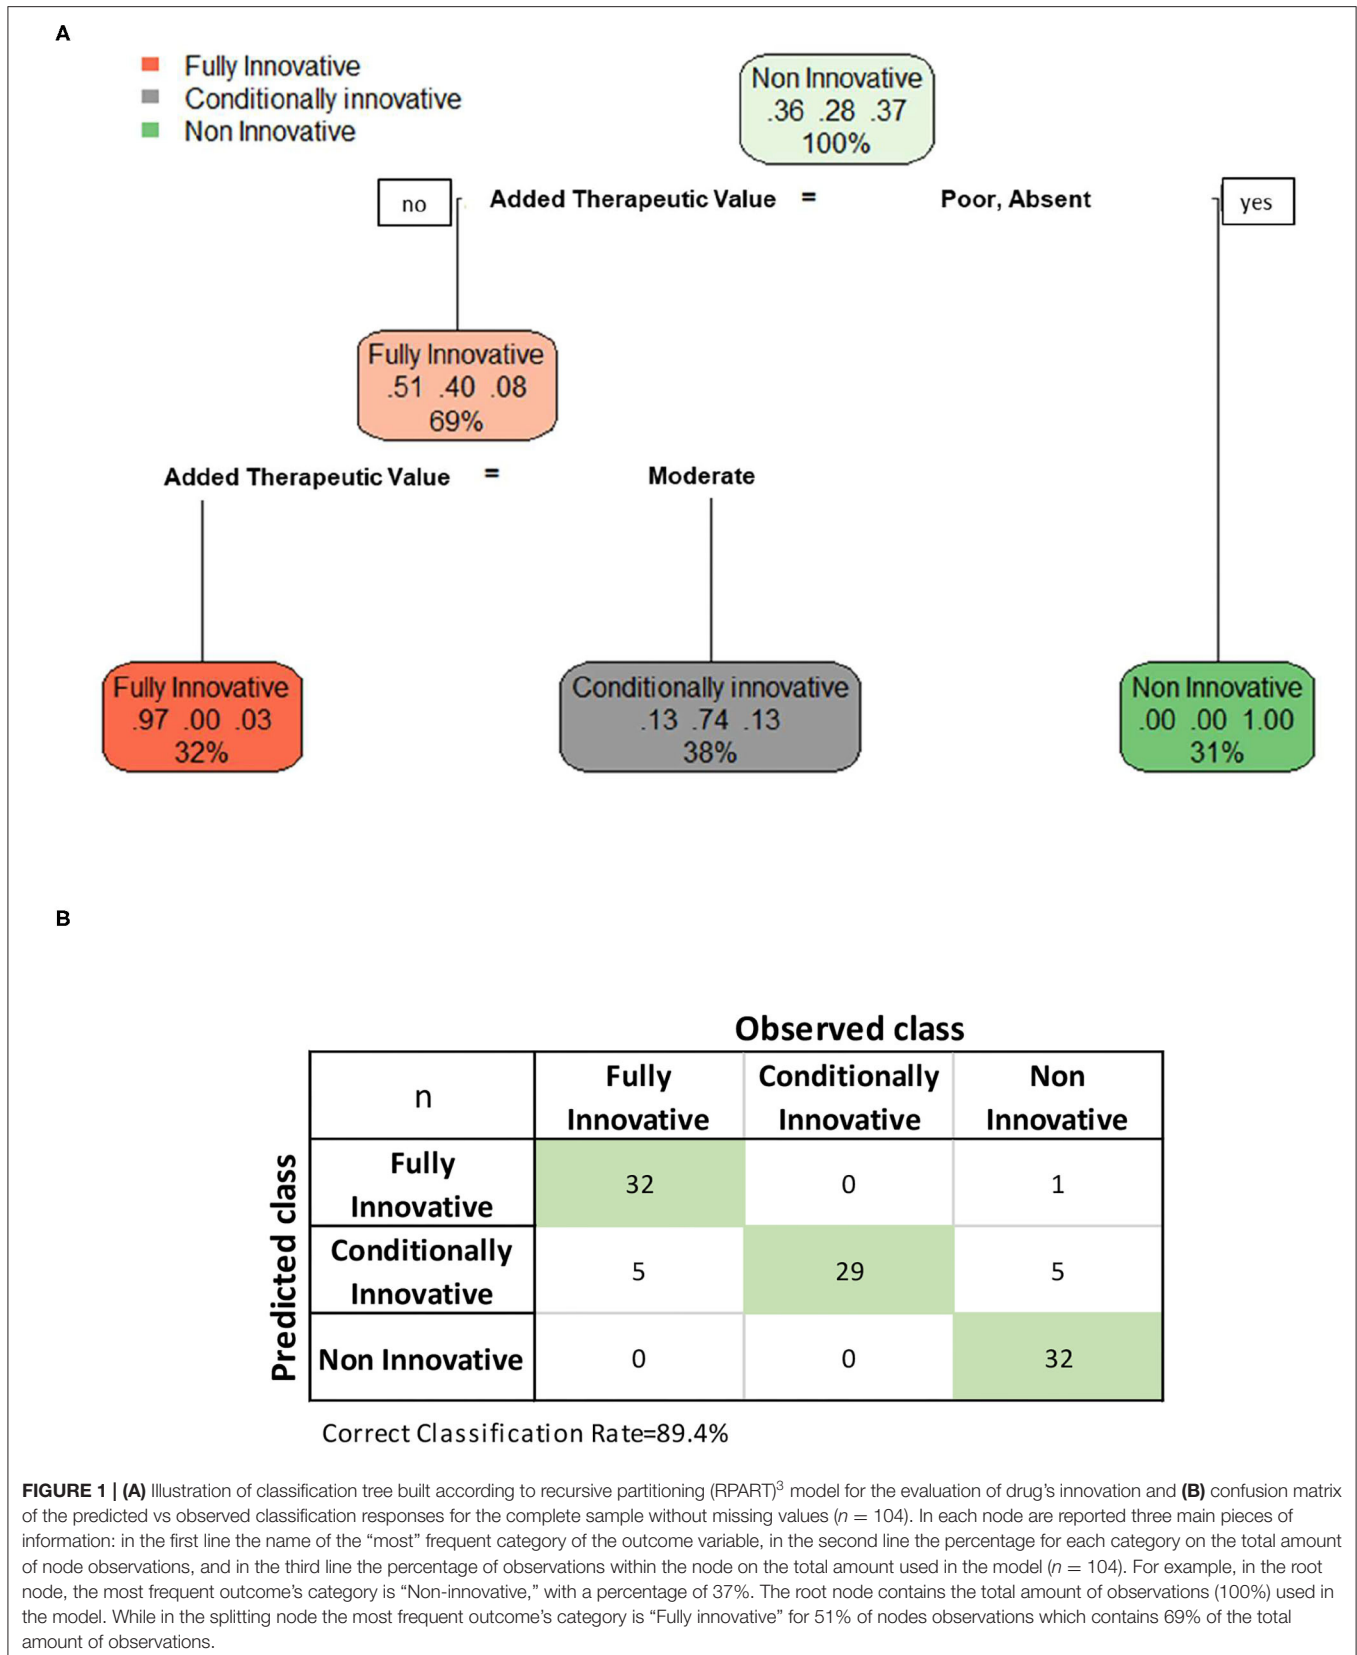 A
Fully Innovative
Conditionally innovative
Non Innovative
Non Innovative
.36 .28 .37
100%
no
Added Therapeutic Value = Poor, Absent
yes
Fully Innovative
.51 .40 .08
69%
Added Therapeutic Value = Moderate
Fully Innovative
.97 .00 .03
32%
Conditionally innovative
.13 .74 .13
38%
Non Innovative
.00 .00 1.00
31%
B
Observed class
n
Fully
Innovative
Conditionally
Innovative
Non
Innovative
Predicted class
Fully
Innovative
32 0 1
Conditionally
Innovative
5 29 5
Non Innovative 0 0 32
Correct Classification Rate=89.4%
FIGURE 1 | (A) Illustration of classification tree built according to recursive partitioning (RPART)³ model for the evaluation of drug's innovation and (B) confusion matrix
of the predicted vs observed classification responses for the complete sample without missing values (n = 104). In each node are reported three main pieces of
information: in the first line the name of the “most” frequent category of the outcome variable, in the second line the percentage for each category on the total amount
of node observations, and in the third line the percentage of observations within the node on the total amount used in the model (n = 104). For example, in the root
node, the most frequent outcome's category is “Non-innovative,” with a percentage of 37%. The root node contains the total amount of observations (100%) used in
the model. While in the splitting node the most frequent outcome's category is “Fully innovative” for 51% of nodes observations which contains 69% of the total
amount of observations.